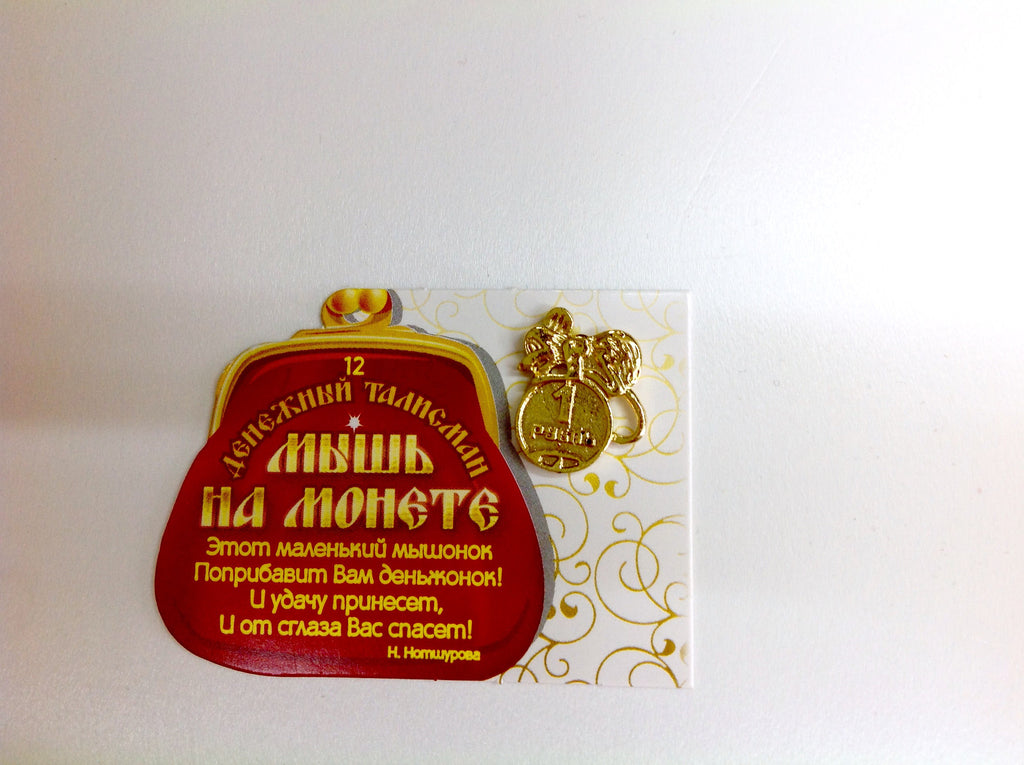 12
ДЕНЕЖНЫЙ ТАЛИСМАН
МЫШЬ
НА МОНЕТЕ
Этот маленький мышонок
Поприбавит Вам деньжонок!
И удачу принесет,
И от сглаза Вас спасет!
Н. Нотшурова
1
РУБЛЬ